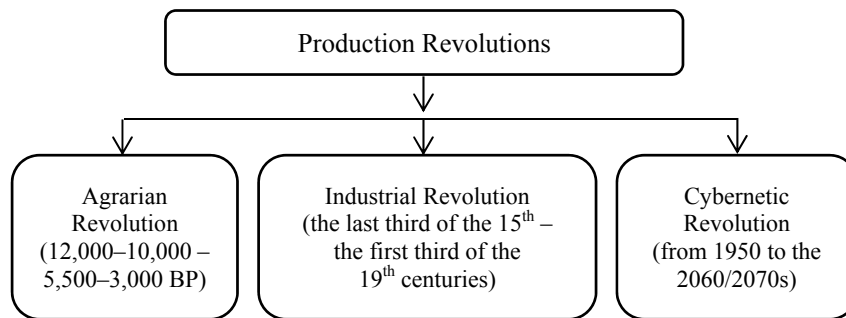 Production Revolutions
Agrarian
Revolution
(12,000–10,000 –
5,500–3,000 BP)
Industrial Revolution
(the last third of the 15th –
the first third of the
19th centuries)
Cybernetic
Revolution
(from 1950 to the
2060/2070s)